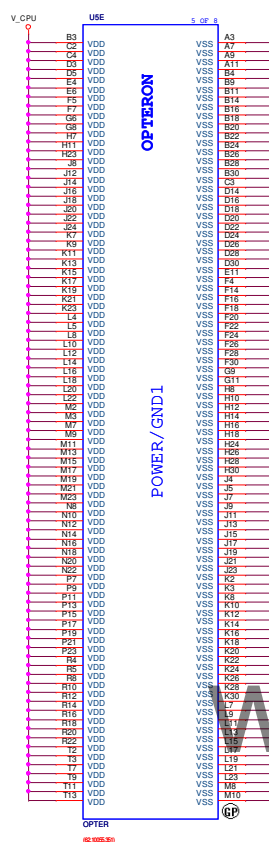 V_CPU
U5E
5 OF 8
OPTERON
POWER/GND1
B3 VDD VSS A3
C2 VDD VSS A7
C4 VDD VSS A9
D3 VDD VSS A11
D5 VDD VSS B4
E4 VDD VSS B9
E6 VDD VSS B11
F5 VDD VSS B14
F7 VDD VSS B16
G6 VDD VSS B18
G8 VDD VSS B20
H7 VDD VSS B22
H11 VDD VSS B24
H23 VDD VSS B26
J8 VDD VSS B28
J12 VDD VSS B30
J14 VDD VSS C3
J16 VDD VSS D14
J18 VDD VSS D16
J20 VDD VSS D18
J22 VDD VSS D20
J24 VDD VSS D22
K7 VDD VSS D24
K9 VDD VSS D26
K11 VDD VSS D28
K13 VDD VSS D30
K15 VDD VSS E11
K17 VDD VSS F4
K19 VDD VSS F14
K21 VDD VSS F16
K23 VDD VSS F18
L4 VDD VSS F20
L5 VDD VSS F22
L8 VDD VSS F24
L10 VDD VSS F26
L12 VDD VSS F28
L14 VDD VSS F30
L16 VDD VSS G9
L18 VDD VSS G11
L20 VDD VSS H8
L22 VDD VSS H10
M2 VDD VSS H12
M3 VDD VSS H14
M7 VDD VSS H16
M9 VDD VSS H18
M11 VDD VSS H24
M13 VDD VSS H26
M15 VDD VSS H28
M17 VDD VSS H30
M19 VDD VSS J4
M21 VDD VSS J5
M23 VDD VSS J7
N8 VDD VSS J9
N10 VDD VSS J11
N12 VDD VSS J13
N14 VDD VSS J15
N16 VDD VSS J17
N18 VDD VSS J19
N20 VDD VSS J21
N22 VDD VSS J23
P7 VDD VSS K2
P9 VDD VSS K3
P11 VDD VSS K8
P13 VDD VSS K10
P15 VDD VSS K12
P17 VDD VSS K14
P19 VDD VSS K16
P21 VDD VSS K18
P23 VDD VSS K20
R4 VDD VSS K22
R5 VDD VSS K24
R8 VDD VSS K26
R10 VDD VSS K28
R12 VDD VSS K30
R14 VDD VSS L7
R16 VDD VSS L9
R18 VDD VSS L11
R20 VDD VSS L13
R22 VDD VSS L15
T2 VDD VSS L17
T3 VDD VSS L19
T7 VDD VSS L21
T9 VDD VSS L23
T11 VDD VSS M8
T13 VDD VSS M10
W
GP
OPTER